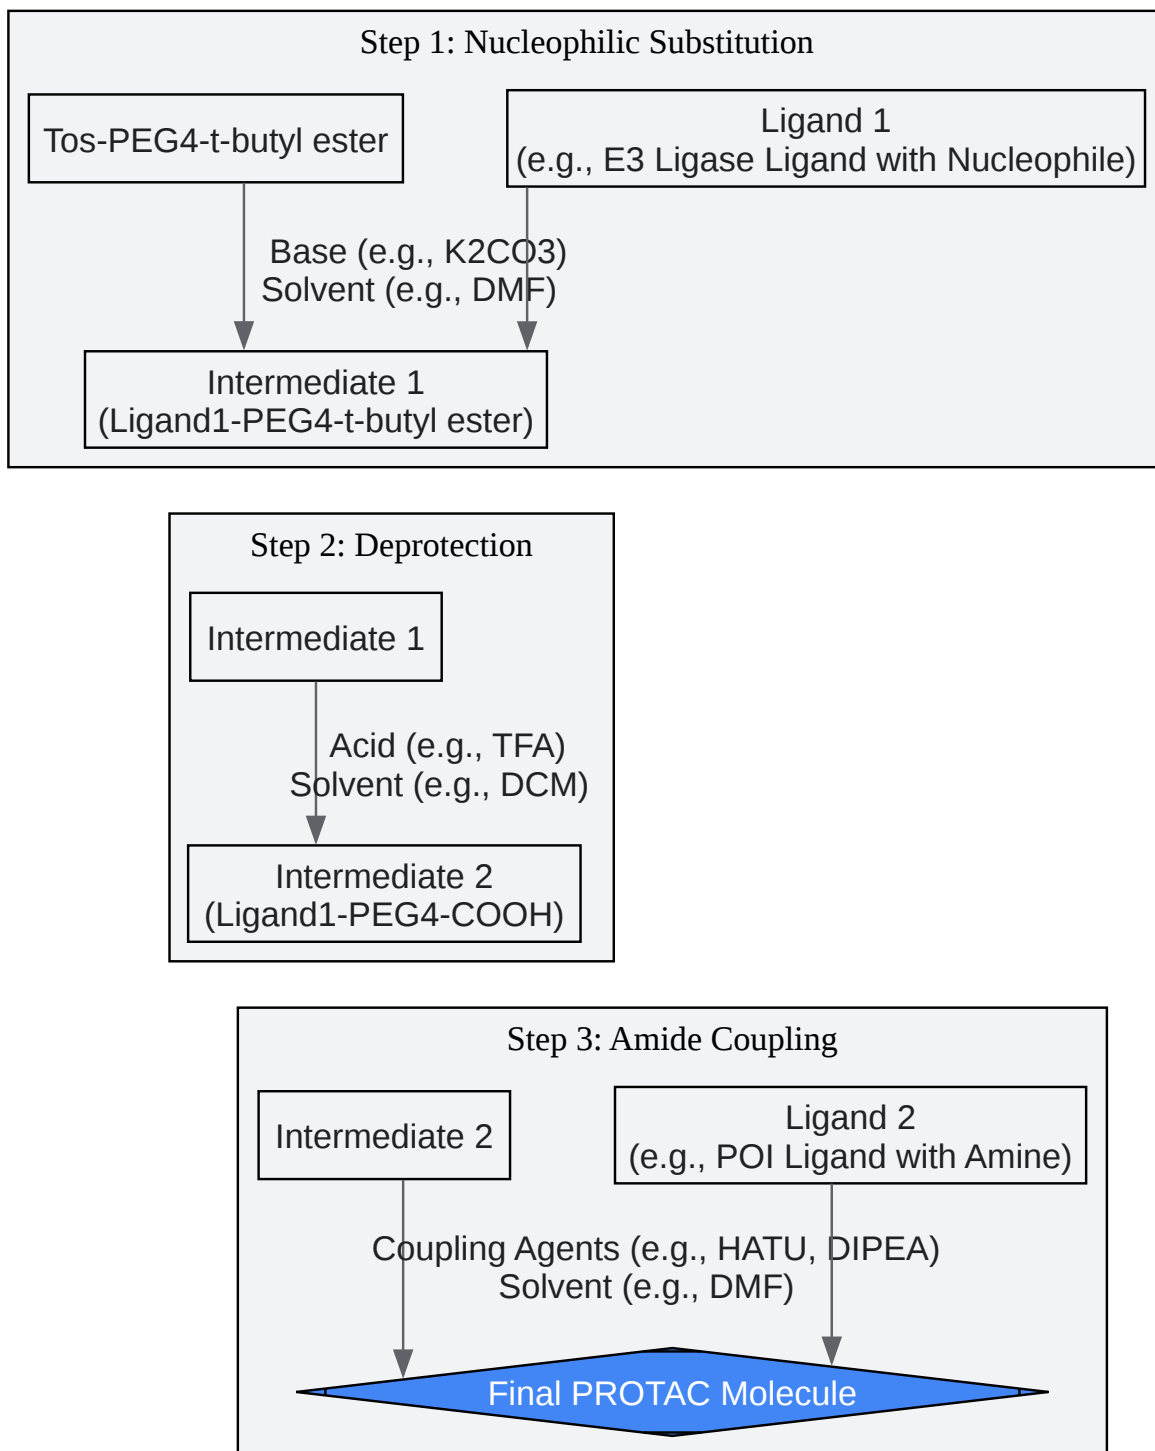 Step 1: Nucleophilic Substitution
Tos-PEG4-t-butyl ester
Ligand 1
(e.g., E3 Ligase Ligand with Nucleophile)
Base (e.g., K2CO3)
Solvent (e.g., DMF)
Intermediate 1
(Ligand1-PEG4-t-butyl ester)
Step 2: Deprotection
Intermediate 1
Acid (e.g., TFA)
Solvent (e.g., DCM)
Intermediate 2
(Ligand1-PEG4-COOH)
Step 3: Amide Coupling
Intermediate 2
Ligand 2
(e.g., POI Ligand with Amine)
Coupling Agents (e.g., HATU, DIPEA)
Solvent (e.g., DMF)
Final PROTAC Molecule